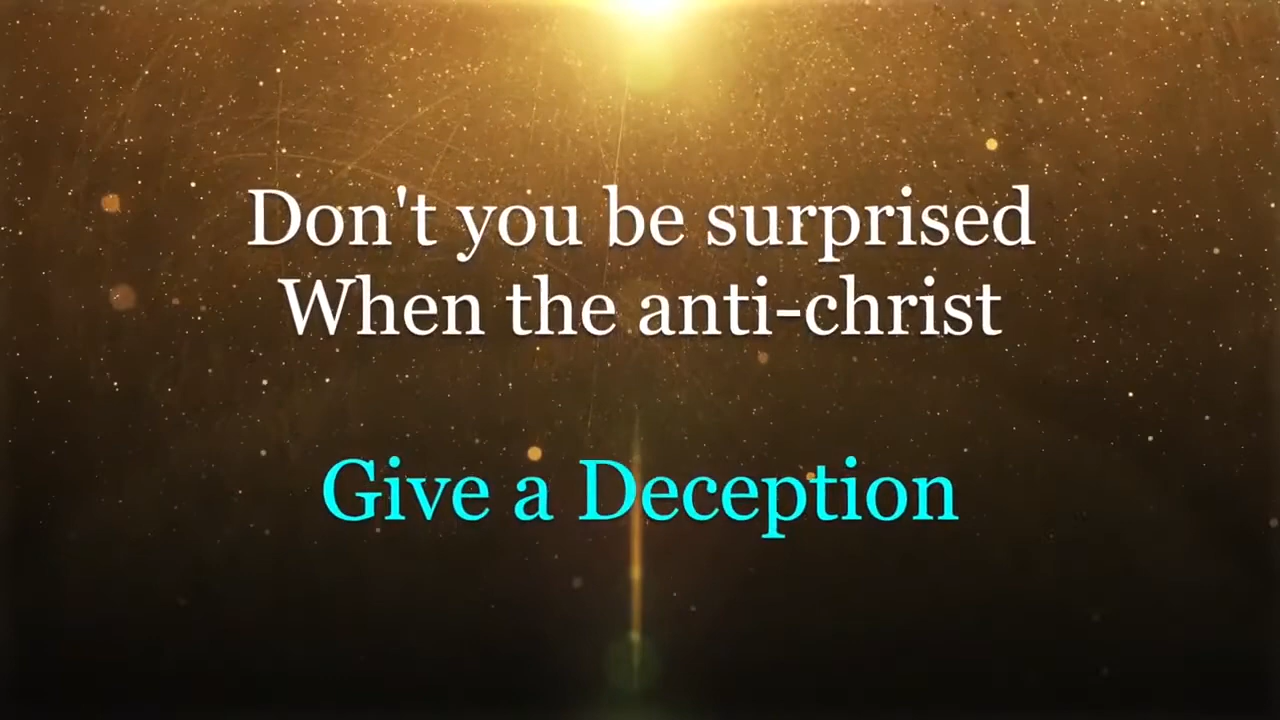 Don't you be surprised
When the anti-christ
Give a Deception